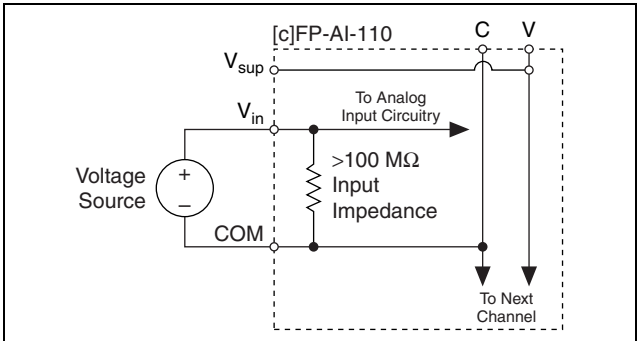 [c]FP-AI-110
C
V
Vsup
Vin
To Analog
Input Circuitry
Voltage
Source
+
–
>100 MΩ
Input
Impedance
COM
To Next
Channel